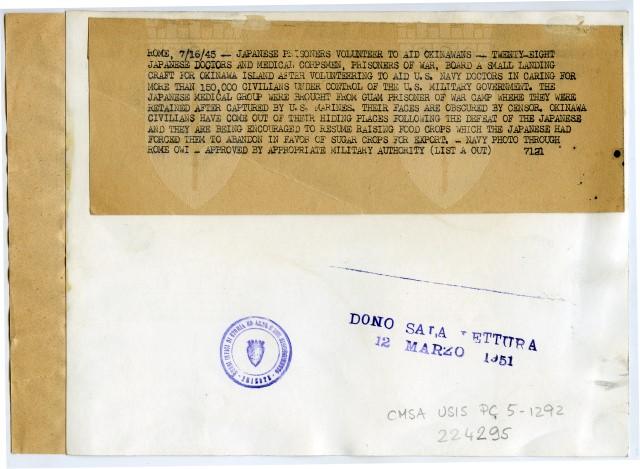 ROME, 7/16/45 -- JAPANESE PRISONERS VOLUNTEER TO AID OKINAWANS -- TWENTY-EIGHT
JAPANESE DOCTORS AND MEDICAL CORPSMEN, PRISONERS OF WAR, BOARD A SMALL LANDING
CRAFT FOR OKINAWA ISLAND AFTER VOLUNTEERING TO AID U.S. NAVY DOCTORS IN CARING FOR
MORE THAN 150,000 CIVILIANS UNDER CONTROL OF THE U.S. MILITARY GOVERNMENT. THE
JAPANESE MEDICAL GROUP WERE BROUGHT FROM GUAM PRISONER OF WAR CAMP WHERE THEY WERE
RETAINED AFTER CAPTURED BY U.S. MARINES. THEIR FACES ARE OBSCURED BY CENSOR. OKINAWA
CIVILIANS HAVE COME OUT OF THEIR HIDING PLACES FOLLOWING THE DEFEAT OF THE JAPANESE
AND THEY ARE BEING ENCOURAGED TO RESUME RAISING FOOD CROPS WHICH THE JAPANESE HAD
FORCED THEM TO ABANDON IN FAVOR OF SUGAR CROPS FOR EXPORT. - NAVY PHOTO THROUGH
ROME OWI - APPROVED BY APPROPRIATE MILITARY AUTHORITY (LIST A OUT) 7121
DONO SALA LETTURA
12 MARZO 1951
TRIESTE
CMSA USIS PG 5-1292
224295